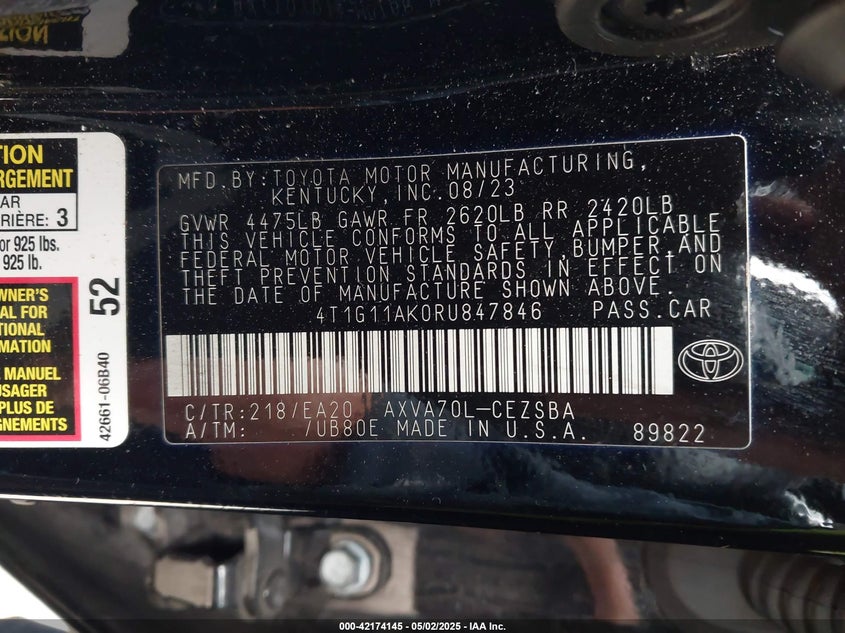 TION
RGEMENT
AR
RIÈRE: 3
or 925 lbs.
925 lb.
WNER'S
AL FOR
TIONAL
RMATION
E MANUEL
USAGER
DE
GNEMENTS
52
42661-06B40
MFD.BY:TOYOTA MOTOR MANUFACTURING,
KENTUCKY,INC.08/23
GVWR 4475LB GAWR FR 2620LB RR 2420LB
THIS VEHICLE CONFORMS TO ALL APPLICABLE
FEDERAL MOTOR VEHICLE SAFETY,BUMPER,AND
THEFT PREVENTION STANDARDS IN EFFECT ON
THE DATE OF MANUFACTURE SHOWN ABOVE.
4T1G11AK0RU847846 PASS.CAR
C/TR:218/EA20 AXVA70L-CEZSBA
A/TM: /UB80E MADE IN U.S.A. 89822
000-42174145 - 05/02/2025 - IAA Inc.